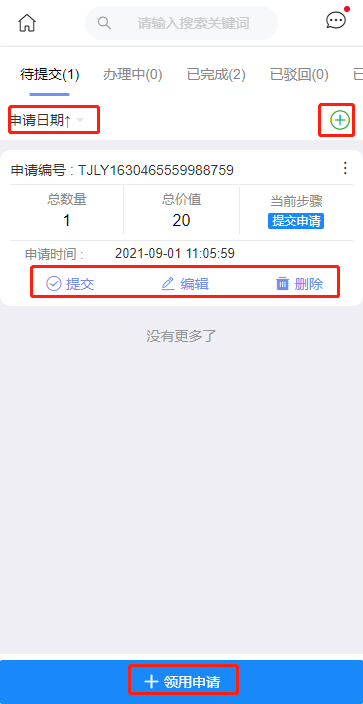 请输入搜索关键词
待提交(1) 办理中(0) 已完成(2) 已驳回(0) 已
申请日期↑
申请编号 : TJLY1630465559988759
总数量 总价值 当前步骤
1 20 提交申请
申请时间 : 2021-09-01 11:05:59
提交 编辑 删除
没有更多了
领用申请